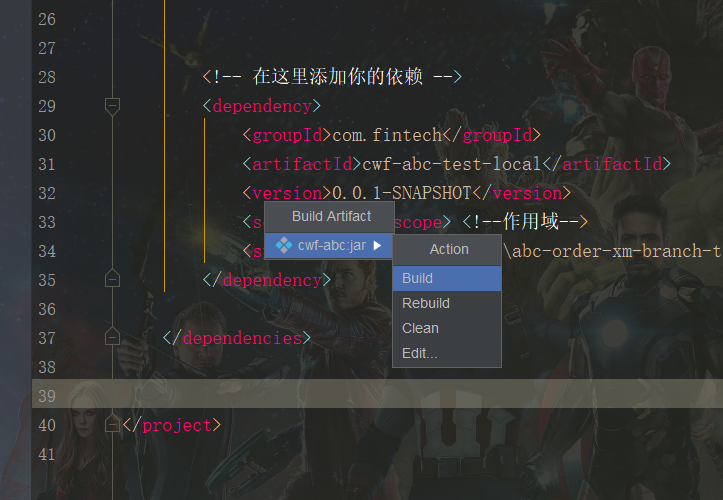 26
27
28 <!-- 在这里添加你的依赖 -->
29 <dependency>
30 <groupId>com.fintech</groupId>
31 <artifactId>cwf-abc-test-local</artifactId>
32 <version>0.0.1-SNAPSHOT</version>
33 <s scope> <!--作用域-->
Build Artifact
cwf-abc:jar
34 <s \abc-order-xm-branch-t
Action
Build
Rebuild
Clean
Edit...
35 </dependency>
36
37 </dependencies>
38
39
40 </project>
41